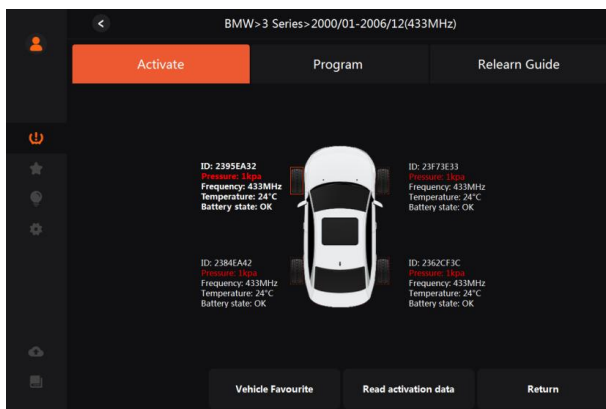 BMW>3 Series>2000/01-2006/12(433MHz)
Activate
Program
Relearn Guide
ID: 2395EA32
Pressure: 1kpa
Frequency: 433MHz
Temperature: 24°C
Battery state: OK
ID: 23F73E33
Pressure: 1kpa
Frequency: 433MHz
Temperature: 24°C
Battery state: OK
ID: 2384EA42
Pressure: 1kpa
Frequency: 433MHz
Temperature: 24°C
Battery state: OK
ID: 2362CF3C
Pressure: 1kpa
Frequency: 433MHz
Temperature: 24°C
Battery state: OK
Vehicle Favourite
Read activation data
Return